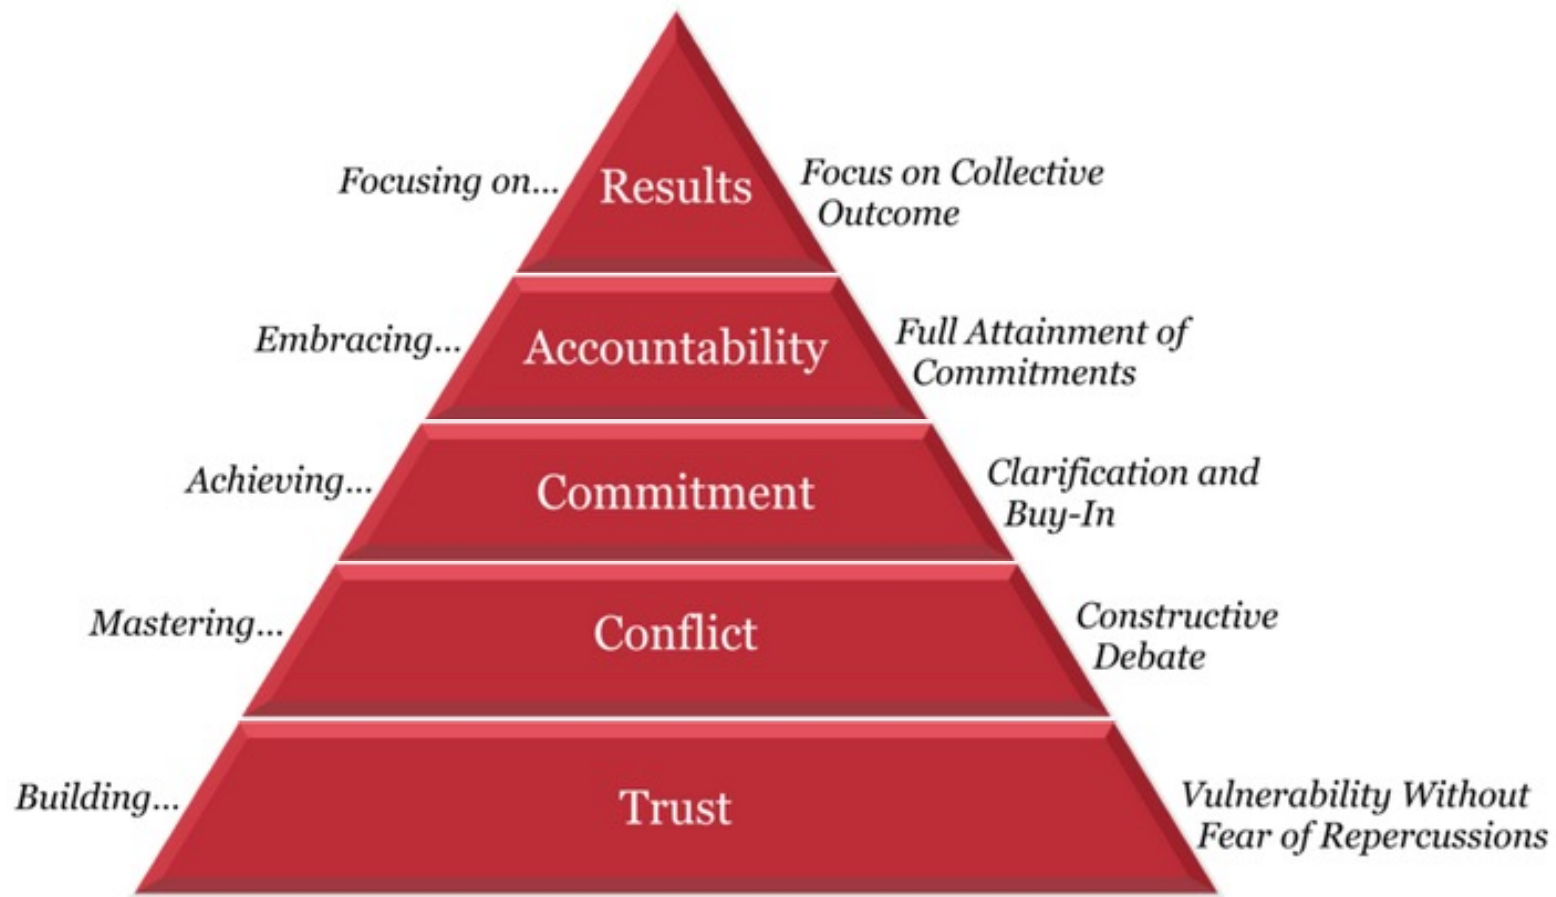 Focusing on...
Results
Focus on Collective
Outcome
Embracing...
Accountability
Full Attainment of
Commitments
Achieving...
Commitment
Clarification and
Buy-In
Mastering...
Conflict
Constructive
Debate
Building...
Trust
Vulnerability Without
Fear of Repercussions